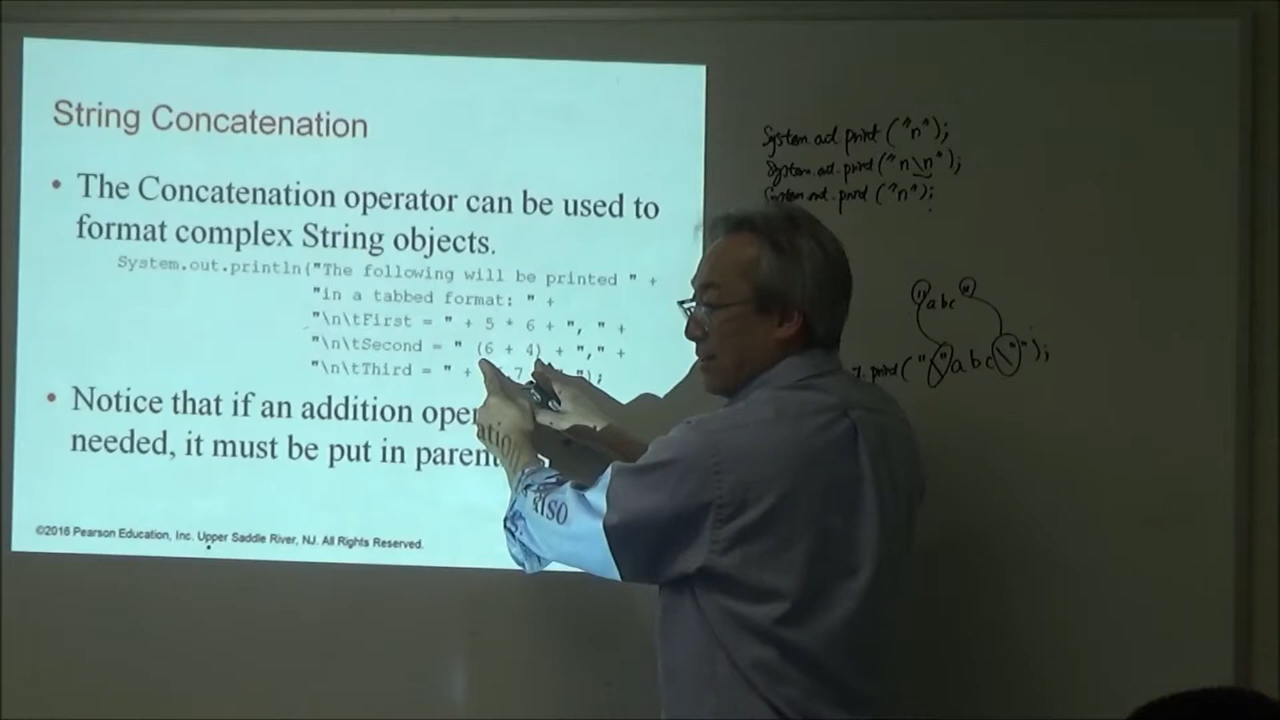 String Concatenation
• The Concatenation operator can be used to
format complex String objects.
System.out.println("The following will be printed " +
"in a tabbed format: " +
"\n\tFirst = " + 5 * 6 + ", " +
"\n\tSecond = " (6 + 4) + "," +
"\n\tThird = " + 7 ");
• Notice that if an addition
needed, it must be put in
also
©2016 Pearson Education, Inc. Upper Saddle River, NJ. All Rights Reserved.
System.out.print("n");
System.out.print("n\n");
System.out.print("n");
"abc"
print("\"abc\"");